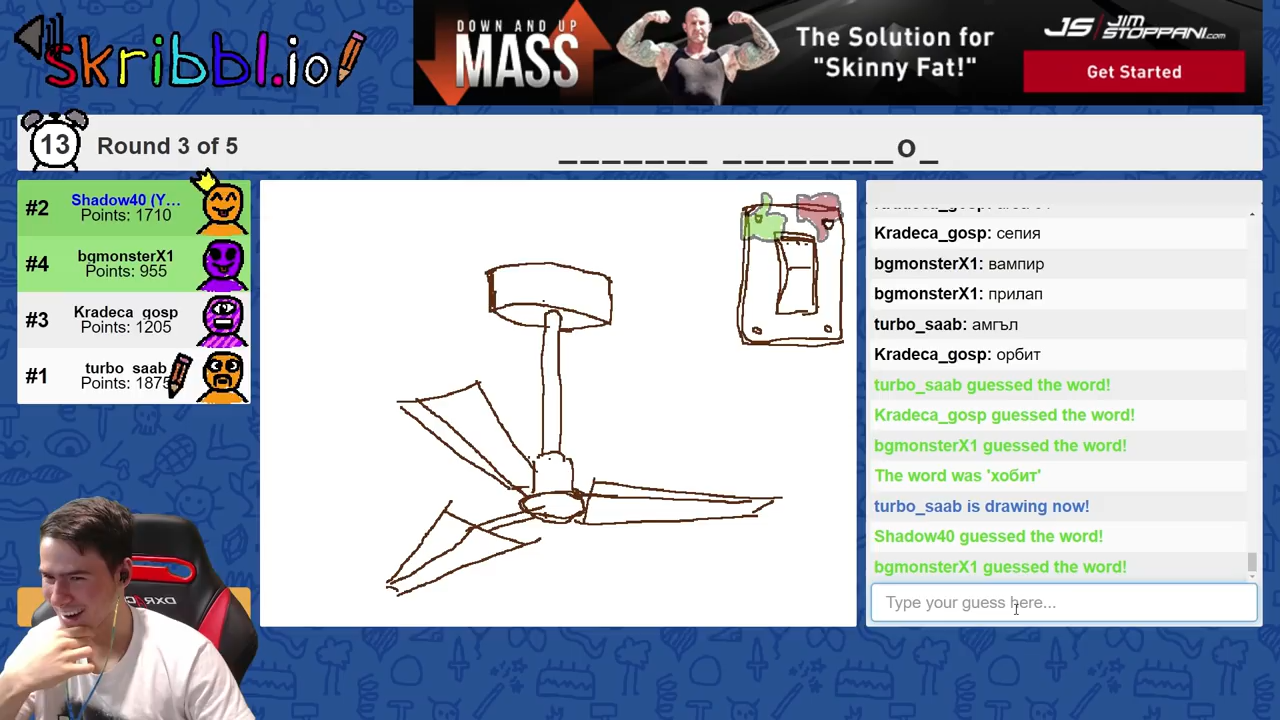 skribbl.io!
DOWN AND UP
MASS
The Solution for
"Skinny Fat!"
JS JIM
STOPPANI.com
Get Started
13
Round 3 of 5
_______ ________o_
#2
Shadow40 (Y...
Points: 1710
#4
bgmonsterX1
Points: 955
#3
Kradeca_gosp
Points: 1205
#1
turbo_saab
Points: 1875
Kradeca_gosp: сепия
bgmonsterX1: вампир
bgmonsterX1: прилап
turbo_saab: амгъл
Kradeca_gosp: орбит
turbo_saab guessed the word!
Kradeca_gosp guessed the word!
bgmonsterX1 guessed the word!
The word was 'хобит'
turbo_saab is drawing now!
Shadow40 guessed the word!
bgmonsterX1 guessed the word!
Type your guess here...